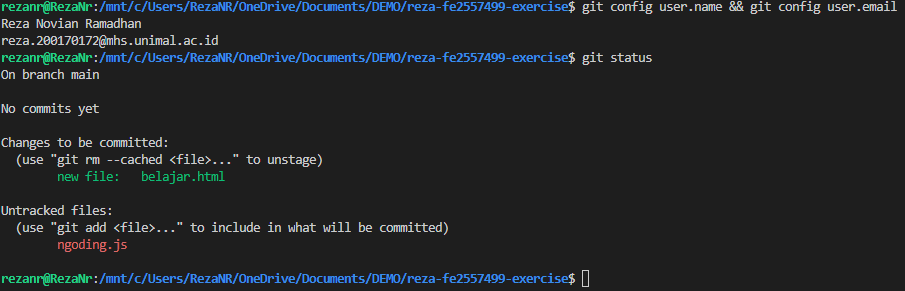 rezanr@RezaNr:/mnt/c/Users/RezaNR/OneDrive/Documents/DEMO/reza-fe2557499-exercise$ git config user.name && git config user.email
Reza Novian Ramadhan
reza.200170172@mhs.unimal.ac.id
rezanr@RezaNr:/mnt/c/Users/RezaNR/OneDrive/Documents/DEMO/reza-fe2557499-exercise$ git status
On branch main
No commits yet
Changes to be committed:
(use "git rm --cached <file>..." to unstage)
new file: belajar.html
Untracked files:
(use "git add <file>..." to include in what will be committed)
ngoding.js
rezanr@RezaNr:/mnt/c/Users/RezaNR/OneDrive/Documents/DEMO/reza-fe2557499-exercise$